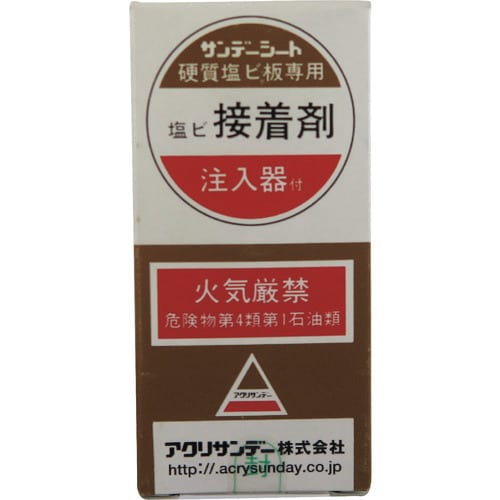 サンデーシート
硬質塩ビ板専用
塩ビ 接着剤
注入器付
火気厳禁
危険物第4類第1石油類
アクリサンデー
アクリサンデー株式会社
http://www.acrysunday.co.jp
封